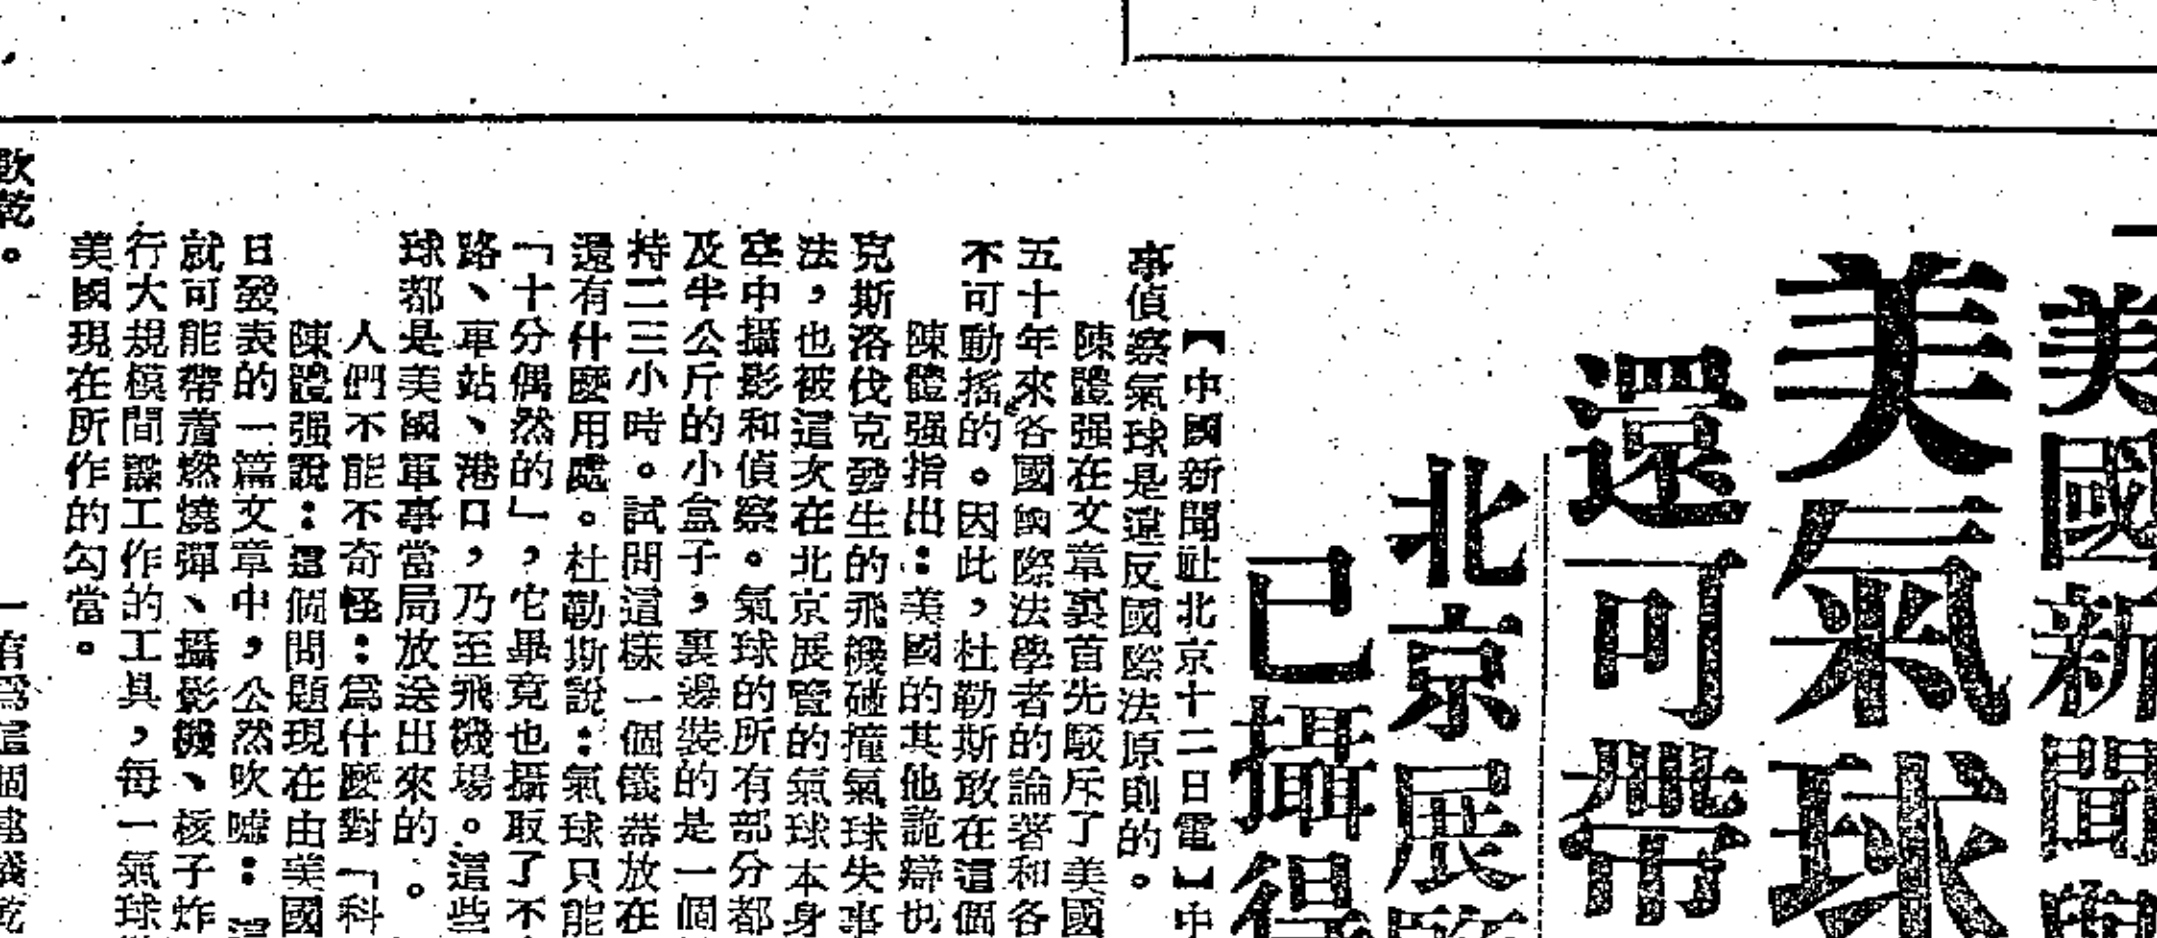 美國新聞
美氣球
還可帶
北京展
已攝得
【中國新聞社北京十二日電】中
事偵察氣球是違反國際法原則的。
陳體强在文章裏首先駁斥了美國
五十年來各國國際法學者的論著和各
不可動搖的。因此,杜勒斯敢在這個
陳體强指出:美國的其他詭辯也
克斯洛伐克發生的飛機碰撞氣球失事
法,也被這次在北京展覽的氣球本身
空中攝影和偵察。氣球的所有部分都
及半公斤的小盒子,裏邊裝的是一個
持二三小時。試問這樣一個儀器放在
還有什麼用處。杜勒斯說:氣球只能
「十分偶然的」,它畢竟也攝取了不
路、車站、港口,乃至飛機場。這些
球都是美國軍事當局放送出來的。
人們不能不奇怪:爲什麼對「科
陳體强說:這個問題現在由美國
日發表的一篇文章中,公然吹噓:這
就可能帶着燃燒彈、攝影機、核子炸
行大規模間諜工作的工具,每一氣球
美國現在所作的勾當。
乾。